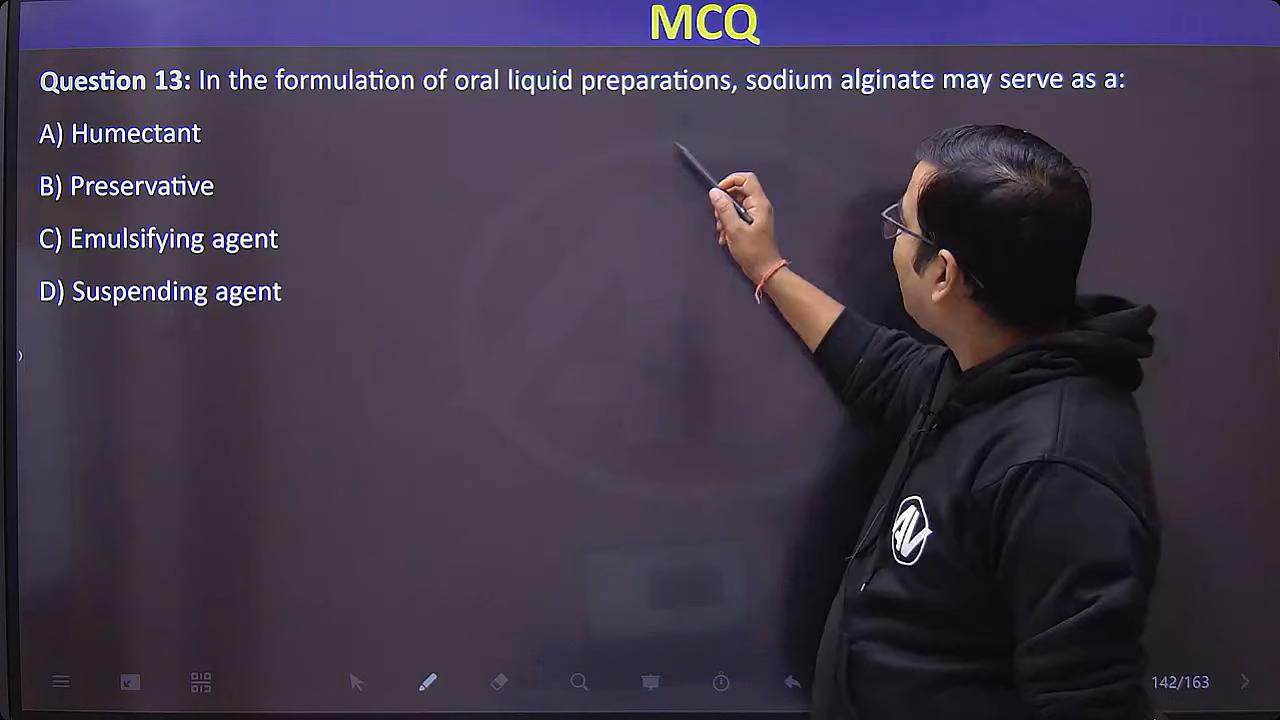 MCQ
Question 13: In the formulation of oral liquid preparations, sodium alginate may serve as a:
A) Humectant
B) Preservative
C) Emulsifying agent
D) Suspending agent
AV
142/163